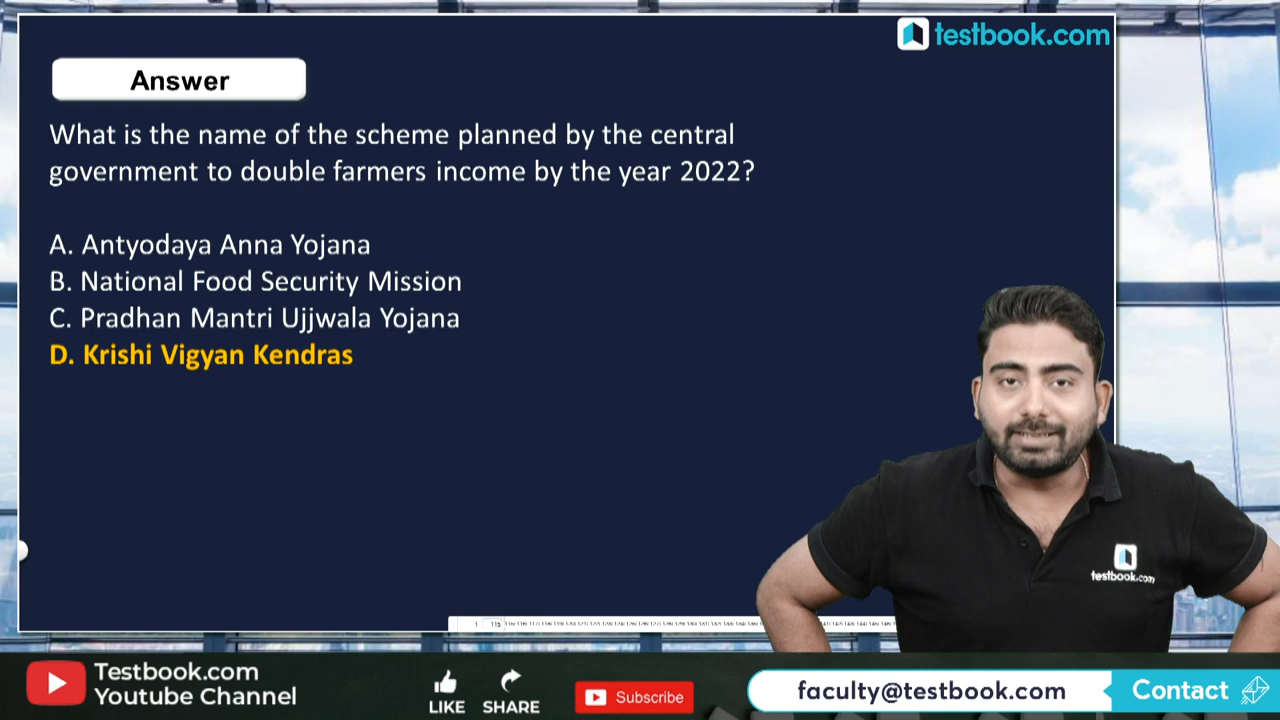 testbook.com
Answer
What is the name of the scheme planned by the central
government to double farmers income by the year 2022?
A. Antyodaya Anna Yojana
B. National Food Security Mission
C. Pradhan Mantri Ujjwala Yojana
D. Krishi Vigyan Kendras
testbook.com
Testbook.com
Youtube Channel
LIKE
SHARE
Subscribe
faculty@testbook.com
Contact